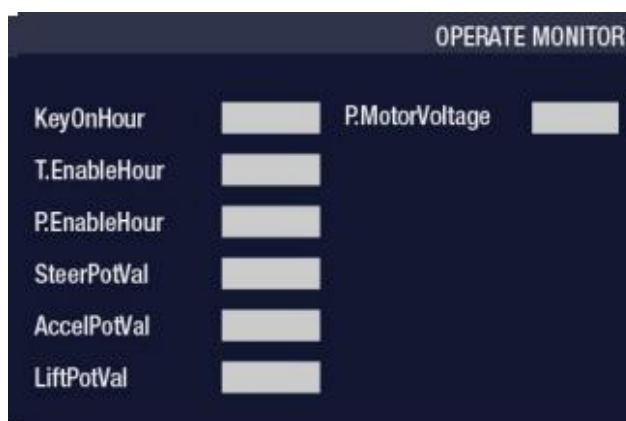 OPERATE MONITOR
KeyOnHour P.MotorVoltage
T.EnableHour
P.EnableHour
SteerPotVal
AccelPotVal
LiftPotVal